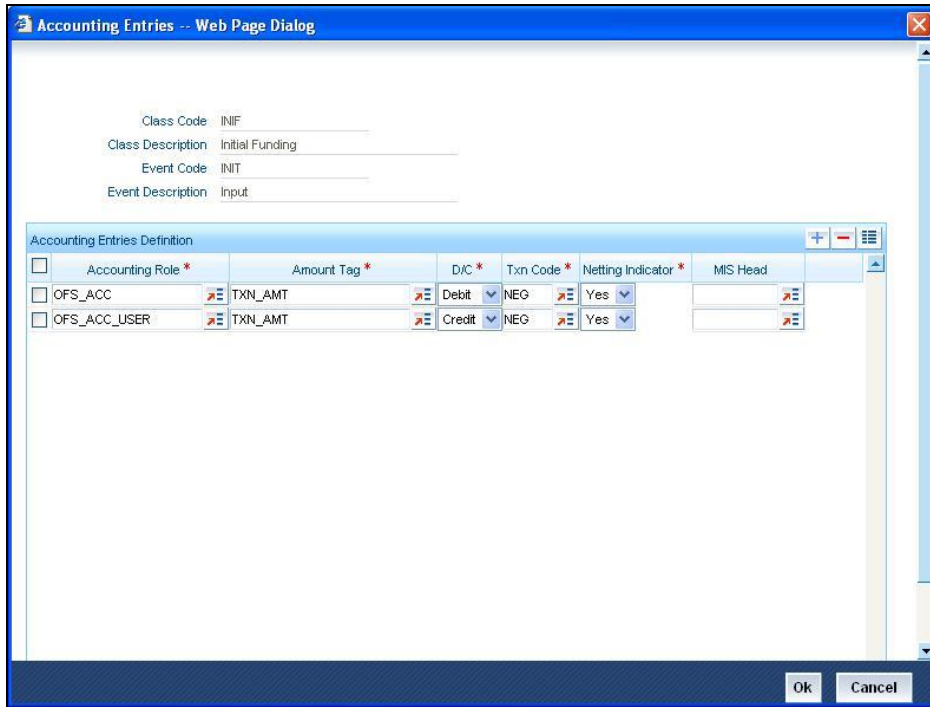 Accounting Entries -- Web Page Dialog
Class Code INIF
Class Description Initial Funding
Event Code INIT
Event Description Input
Accounting Entries Definition
Accounting Role * Amount Tag * D/C * Txn Code * Netting Indicator * MIS Head
OFS_ACC TXN_AMT Debit NEG Yes
OFS_ACC_USER TXN_AMT Credit NEG Yes
Ok Cancel